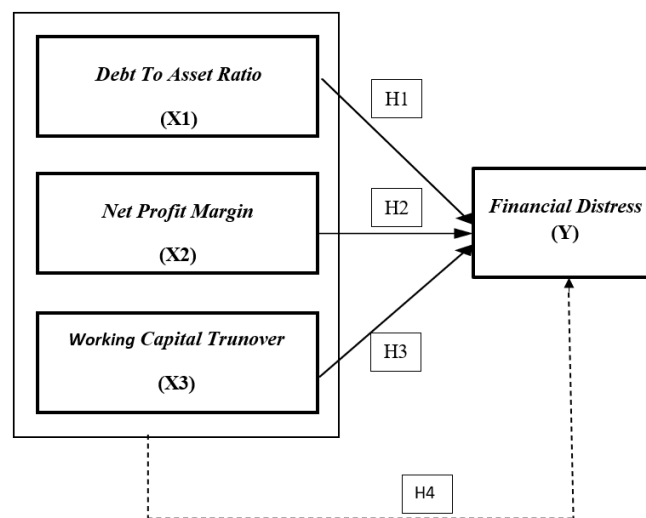 Debt To Asset Ratio
(X1)
H1
Net Profit Margin
(X2)
H2
Financial Distress
(Y)
Working Capital Trunover
(X3)
H3
H4